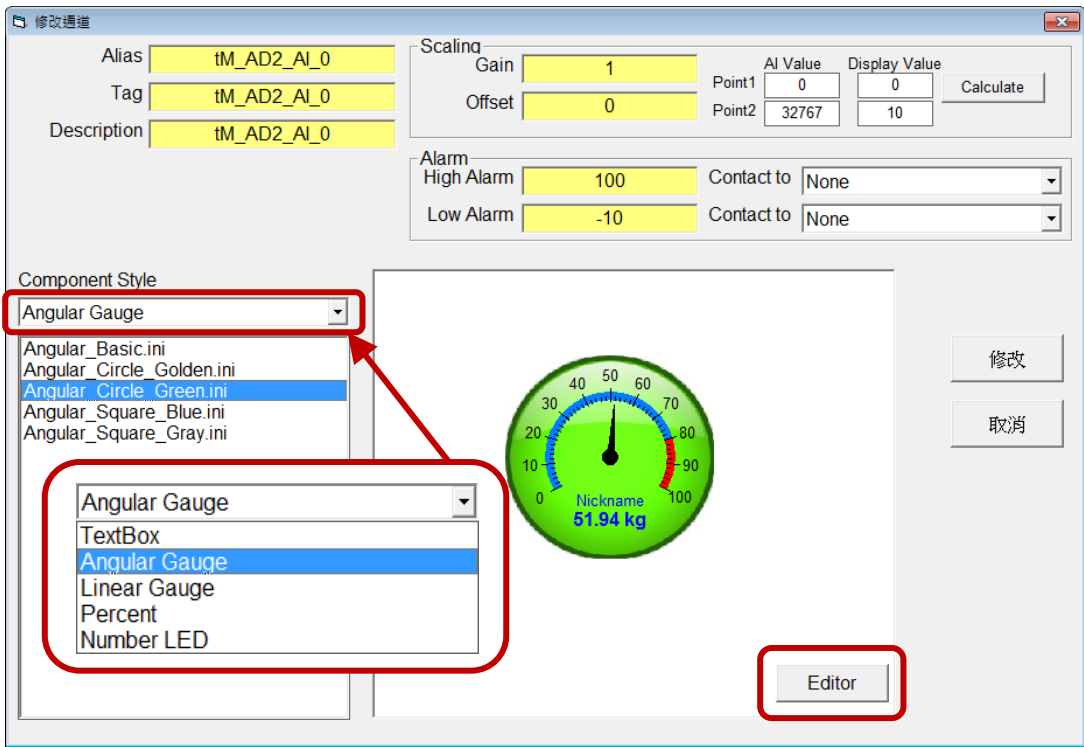 修改通道
Alias tM_AD2_AI_0
Tag tM_AD2_AI_0
Description tM_AD2_AI_0
Scaling
Gain 1
Offset 0
AI Value Display Value
Point1 0 0
Point2 32767 10
Calculate
Alarm
High Alarm 100 Contact to None
Low Alarm -10 Contact to None
Component Style
Angular Gauge
Angular_Basic.ini
Angular_Circle_Golden.ini
Angular_Circle_Green.ini
Angular_Square_Blue.ini
Angular_Square_Gray.ini
Angular Gauge
TextBox
Angular Gauge
Linear Gauge
Percent
Number LED
0 10 20 30 40 50 60 70 80 90 100
Nickname
51.94 kg
Editor
修改
取消